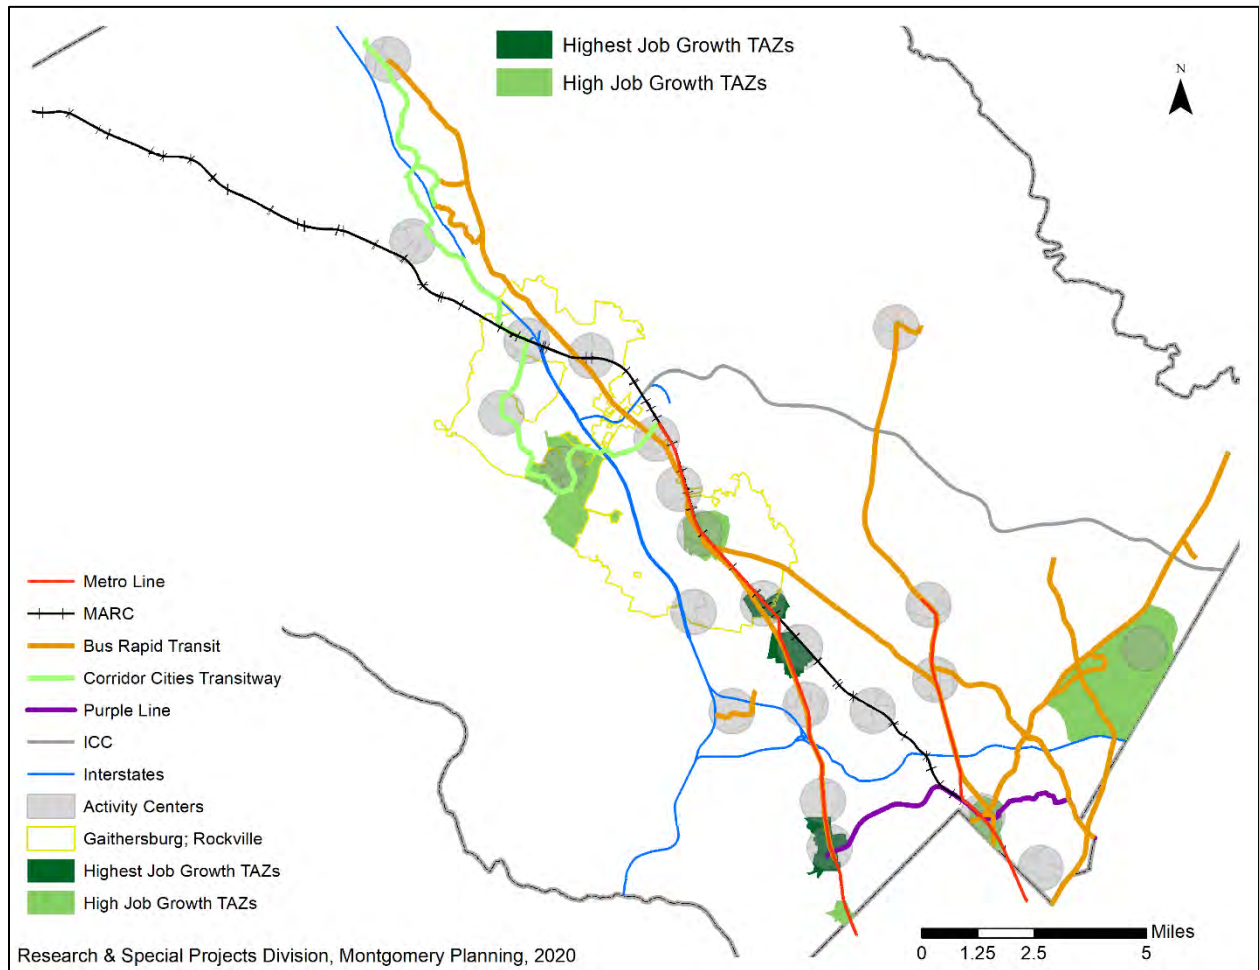 Highest Job Growth TAZs
High Job Growth TAZs
N
Metro Line
MARC
Bus Rapid Transit
Corridor Cities Transitway
Purple Line
ICC
Interstates
Activity Centers
Gaithersburg; Rockville
Highest Job Growth TAZs
High Job Growth TAZs
Miles
0 1.25 2.5 5
Research & Special Projects Division, Montgomery Planning, 2020